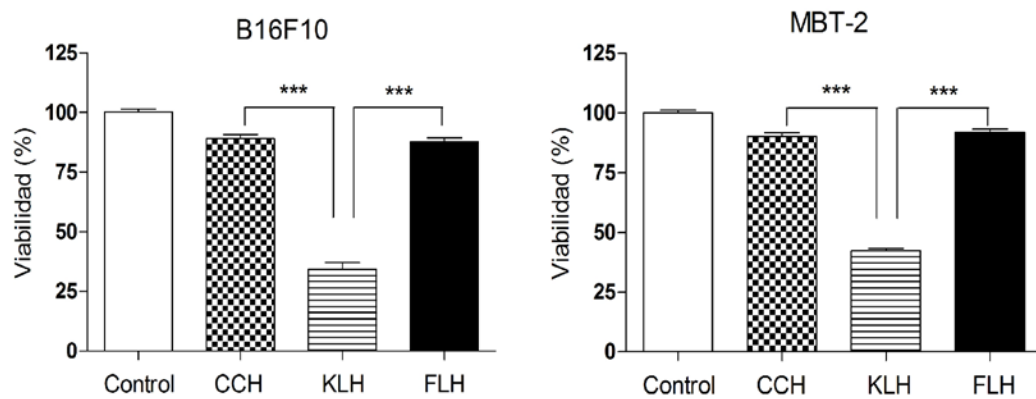 B16F10
Viabilidad (%)
125
100
75
50
25
0
*** ***
Control CCH KLH FLH
MBT-2
Viabilidad (%)
125
100
75
50
25
0
*** ***
Control CCH KLH FLH